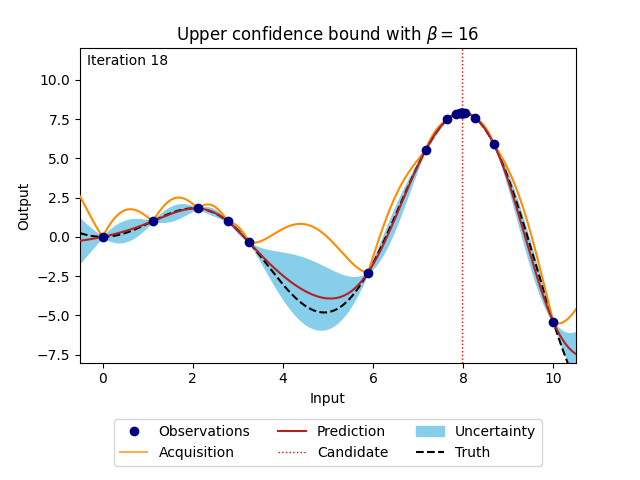 Upper confidence bound with β = 16
Iteration 18
10.0
7.5
5.0
2.5
0.0
−2.5
−5.0
−7.5
Output
0 2 4 6 8 10
Input
Observations Prediction Uncertainty
Acquisition Candidate Truth